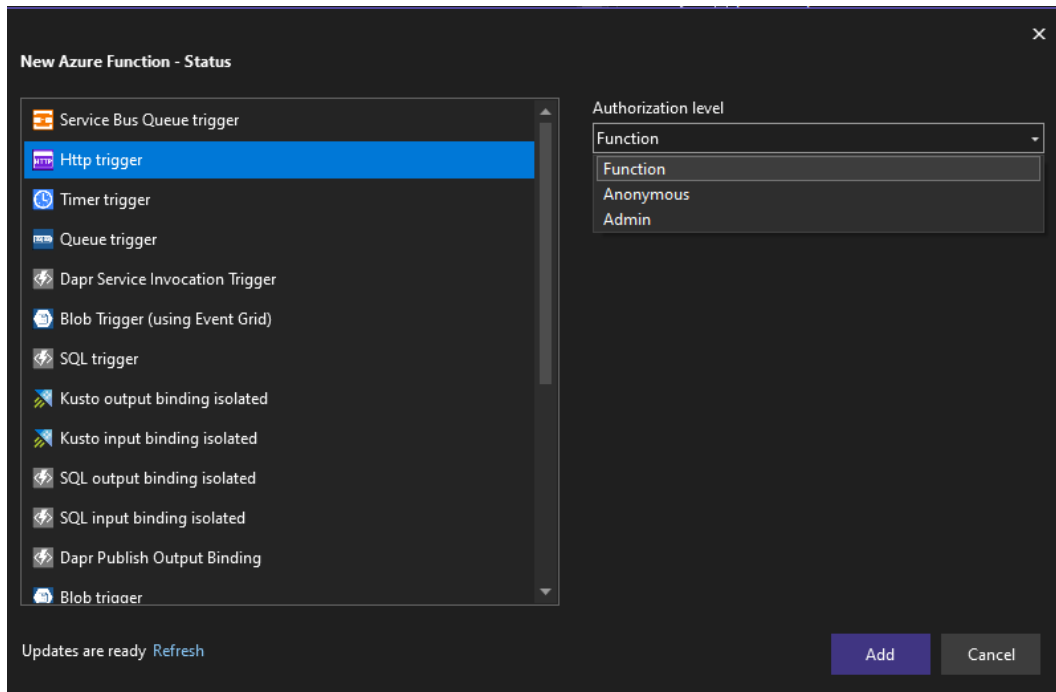 New Azure Function - Status
Service Bus Queue trigger
HTTP
Http trigger
Timer trigger
Queue trigger
Dapr Service Invocation Trigger
Blob Trigger (using Event Grid)
SQL trigger
Kusto output binding isolated
Kusto input binding isolated
SQL output binding isolated
SQL input binding isolated
Dapr Publish Output Binding
Blob trigger
Authorization level
Function
Function
Anonymous
Admin
Updates are ready Refresh
Add
Cancel